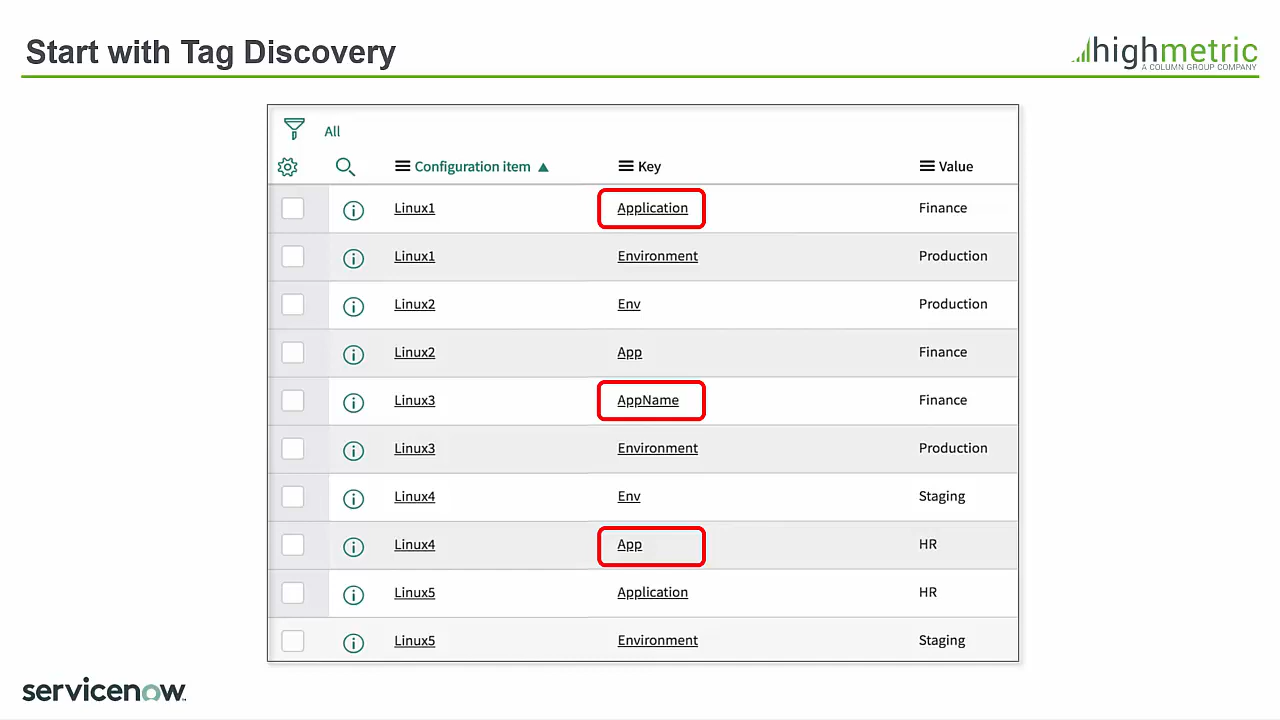 Start with Tag Discovery
highmetric
A COLUMN GROUP COMPANY
All
Configuration item Key Value
Linux1 Application Finance
Linux1 Environment Production
Linux2 Env Production
Linux2 App Finance
Linux3 AppName Finance
Linux3 Environment Production
Linux4 Env Staging
Linux4 App HR
Linux5 Application HR
Linux5 Environment Staging
servicenow